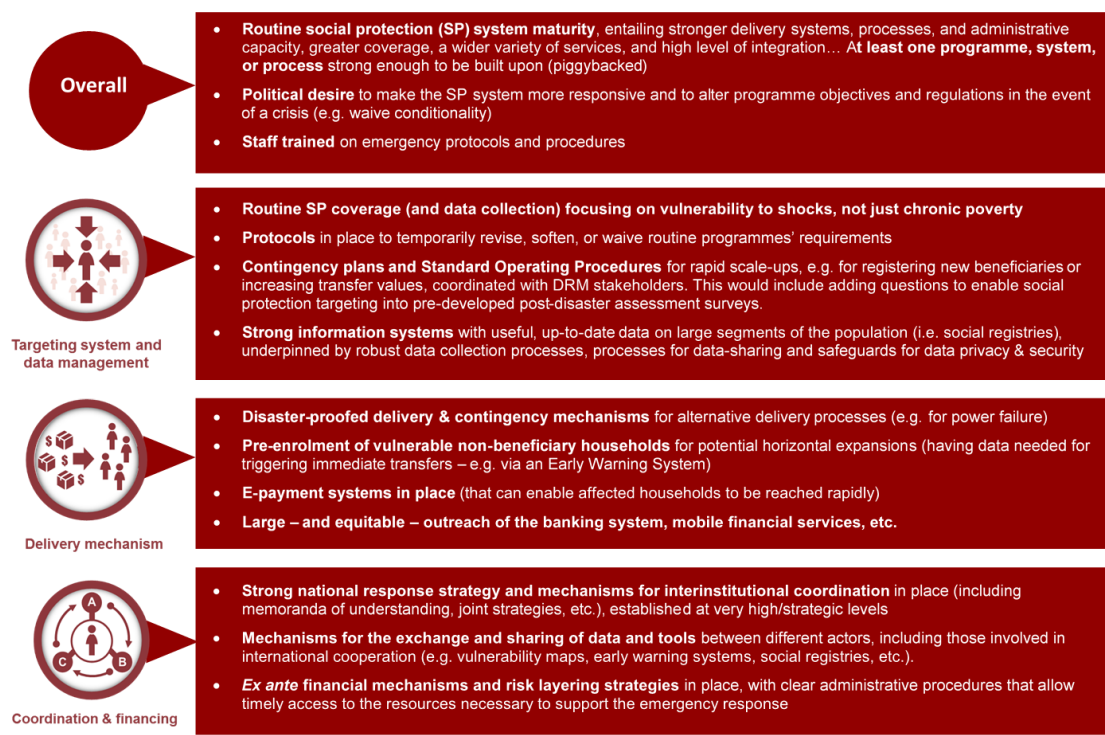 Overall
• Routine social protection (SP) system maturity, entailing stronger delivery systems, processes, and administrative
capacity, greater coverage, a wider variety of services, and high level of integration… At least one programme, system,
or process strong enough to be built upon (piggybacked)
• Political desire to make the SP system more responsive and to alter programme objectives and regulations in the event
of a crisis (e.g. waive conditionality)
• Staff trained on emergency protocols and procedures
Targeting system and
data management
• Routine SP coverage (and data collection) focusing on vulnerability to shocks, not just chronic poverty
• Protocols in place to temporarily revise, soften, or waive routine programmes’ requirements
• Contingency plans and Standard Operating Procedures for rapid scale-ups, e.g. for registering new beneficiaries or
increasing transfer values, coordinated with DRM stakeholders. This would include adding questions to enable social
protection targeting into pre-developed post-disaster assessment surveys.
• Strong information systems with useful, up-to-date data on large segments of the population (i.e. social registries),
underpinned by robust data collection processes, processes for data-sharing and safeguards for data privacy & security
$
$
$
Delivery mechanism
• Disaster-proofed delivery & contingency mechanisms for alternative delivery processes (e.g. for power failure)
• Pre-enrolment of vulnerable non-beneficiary households for potential horizontal expansions (having data needed for
triggering immediate transfers – e.g. via an Early Warning System)
• E-payment systems in place (that can enable affected households to be reached rapidly)
• Large – and equitable – outreach of the banking system, mobile financial services, etc.
A
C
B
Coordination & financing
• Strong national response strategy and mechanisms for interinstitutional coordination in place (including
memoranda of understanding, joint strategies, etc.), established at very high/strategic levels
• Mechanisms for the exchange and sharing of data and tools between different actors, including those involved in
international cooperation (e.g. vulnerability maps, early warning systems, social registries, etc.).
• Ex ante financial mechanisms and risk layering strategies in place, with clear administrative procedures that allow
timely access to the resources necessary to support the emergency response